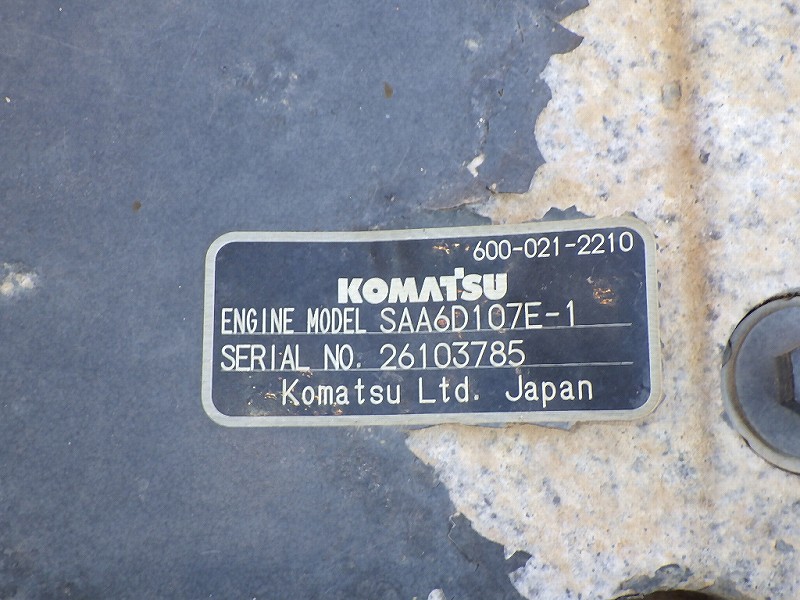 600-021-2210
KOMATSU
ENGINE MODEL SAA6D107E-1
SERIAL NO. 26103785
Komatsu Ltd. Japan